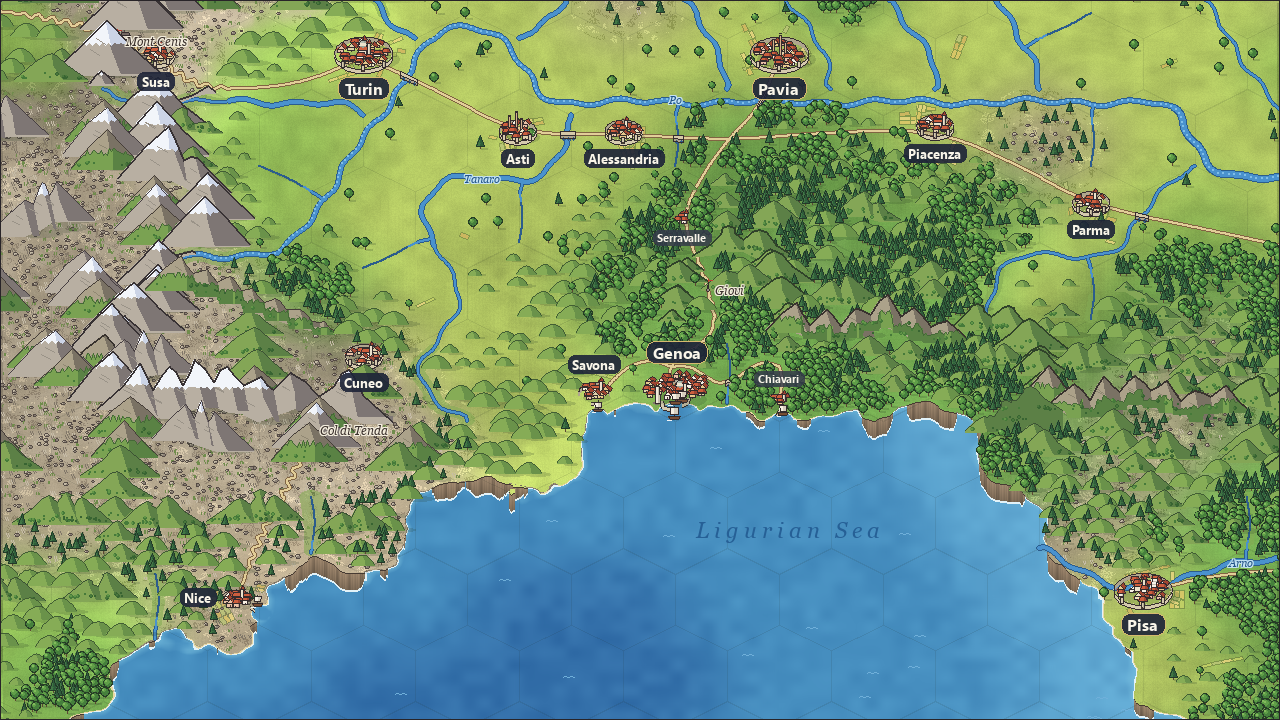 Mont Cenis
Susa
Turin
Pavia
Po
Asti
Alessandria
Piacenza
Tanaro
Parma
Serravalle
Giovi
Genoa
Savona
Chiavari
Cuneo
Col di Tenda
Ligurian Sea
Arno
Nice
Pisa